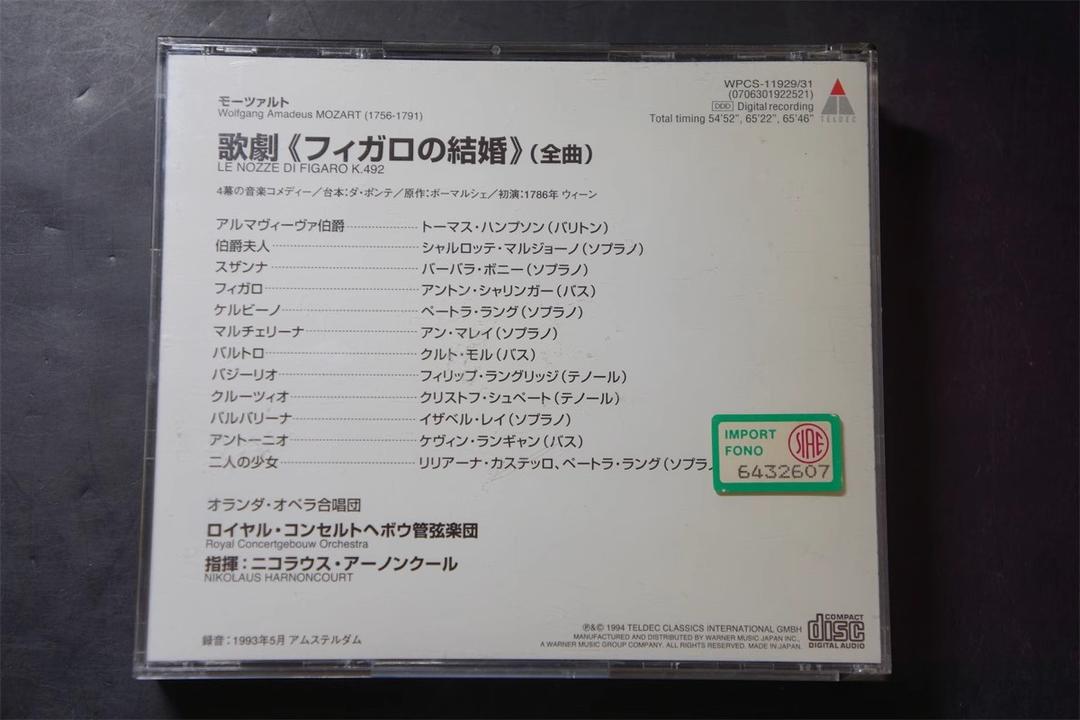 モーツァルト
Wolfgang Amadeus MOZART (1756-1791)
歌劇《フィガロの結婚》(全曲)
LE NOZZE DI FIGARO K.492
4幕の音楽コメディー／台本：ダ・ポンテ／原作：ボーマルシェ／初演：1786年 ウィーン
WPCS-11929/31
(0706301922521)
DDD Digital recording
Total timing 54'52", 65'22", 65'46"
TELDEC
アルマヴィーヴァ伯爵 トーマス・ハンプソン（バリトン）
伯爵夫人 シャルロッテ・マルジョーノ（ソプラノ）
スザンナ バーバラ・ボニー（ソプラノ）
フィガロ アントン・シャリンガー（バス）
ケルビーノ ペートラ・ラング（ソプラノ）
マルチェリーナ アン・マレイ（ソプラノ）
バルトロ クルト・モル（バス）
バジーリオ フィリップ・ラングリッジ（テノール）
クルーツィオ クリストフ・シュペート（テノール）
バルバリーナ イザベル・レイ（ソプラノ）
アントーニオ ケヴィン・ランギャン（バス）
二人の少女 リリアーナ・カステッロ、ペートラ・ラング（ソプラ
IMPORT
FONO
SIAE
6432607
オランダ・オペラ合唱団
ロイヤル・コンセルトヘボウ管弦楽団
Royal Concertgebouw Orchestra
指揮：ニコラウス・アーノンクール
NIKOLAUS HARNONCOURT
録音：1993年5月 アムステルダム
℗&© 1994 TELDEC CLASSICS INTERNATIONAL GMBH
MANUFACTURED AND DISTRIBUTED BY WARNER MUSIC JAPAN INC.,
A WARNER MUSIC GROUP COMPANY. ALL RIGHTS RESERVED. MADE IN JAPAN.
COMPACT
disc
DIGITAL AUDIO